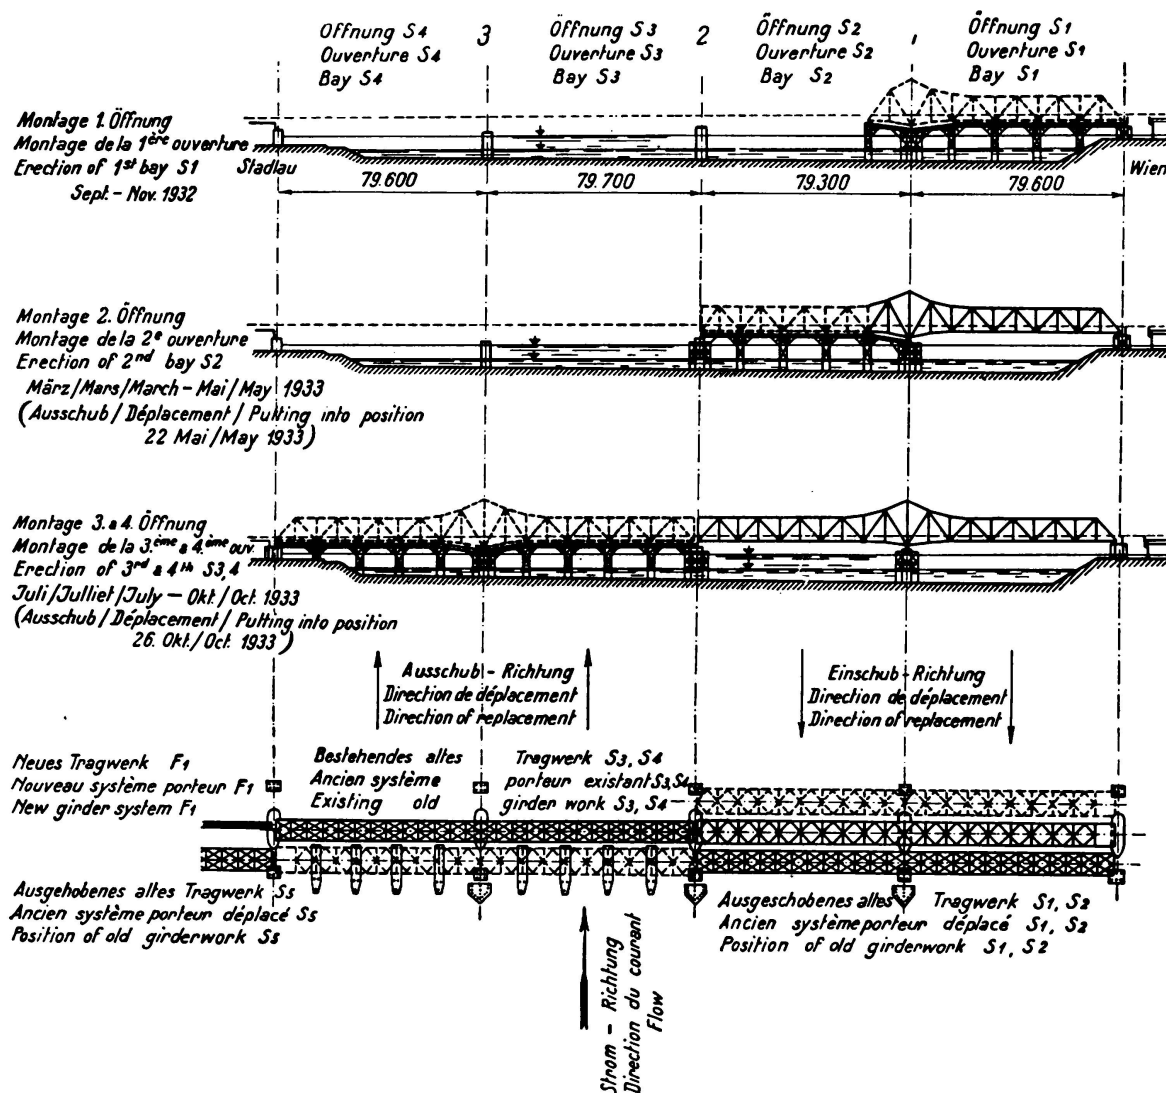 Öffnung S4
Ouverture S4
Bay S4
3
Öffnung S3
Ouverture S3
Bay S3
2
Öffnung S2
Ouverture S2
Bay S2
Öffnung S1
Ouverture S1
Bay S1
Montage 1. Öffnung
Montage de la 1ère ouverture
Erection of 1st bay S1
Sept. - Nov. 1932
Stadlau
Wien
79.600
79.700
79.300
79.600
Montage 2. Öffnung
Montage de la 2e ouverture
Erection of 2nd bay S2
März/Mars/March - Mai/May 1933
(Ausschub/Déplacement/Putting into position
22 Mai/May 1933)
Montage 3. a 4. Öffnung
Montage de la 3.ème a 4.ème ouv.
Erection of 3rd a 4th S3,4
Juli/Julliet/July - Okt/Oct. 1933
(Ausschub/Déplacement/Putting into position
26. Okt./Oct. 1933)
Ausschub - Richtung
Direction de déplacement
Direction of replacement
Einschub - Richtung
Direction de déplacement
Direction of replacement
Neues Tragwerk F1
Nouveau système porteur F1
New girder system F1
Bestehendes altes Tragwerk S3, S4
Ancien système porteur existant S3, S4
Existing old girder work S3, S4
Ausgehobenes altes Tragwerk S5
Ancien système porteur déplacé S5
Position of old girderwork S5
Ausgeschobenes altes Tragwerk S1, S2
Ancien système porteur déplacé S1, S2
Position of old girderwork S1, S2
Strom - Richtung
Direction du courant
Flow